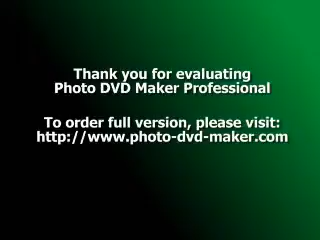 Thank you for evaluating
Photo DVD Maker Professional
To order full version, please visit:
http://www.photo-dvd-maker.com